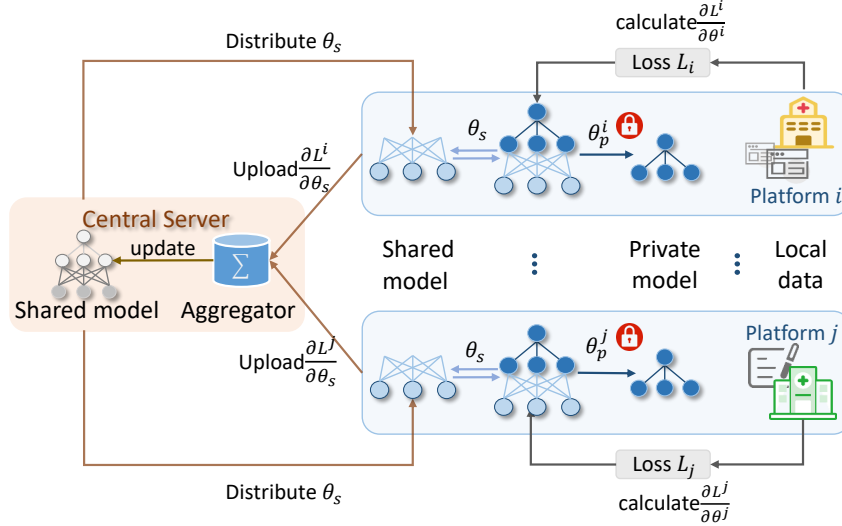 calculate ∂L^i/∂θ^i
Distribute θ_s
Loss L_i
θ_s
θ_p^i
Upload ∂L^i/∂θ_s
Platform i
Central Server
update
∑
Shared model
Aggregator
Shared model
Private model
Local data
Platform j
Upload ∂L^j/∂θ_s
θ_s
θ_p^j
Loss L_j
Distribute θ_s
calculate ∂L^j/∂θ^j